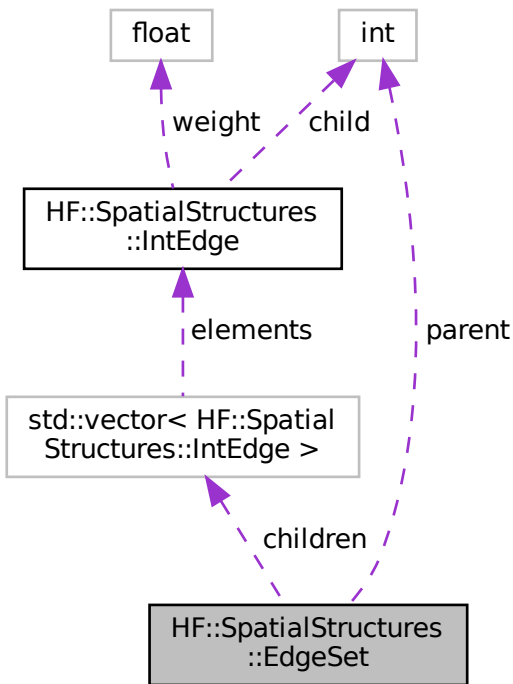 float
int
weight
child
HF::SpatialStructures
::IntEdge
elements
parent
std::vector< HF::Spatial
Structures::IntEdge >
children
HF::SpatialStructures
::EdgeSet